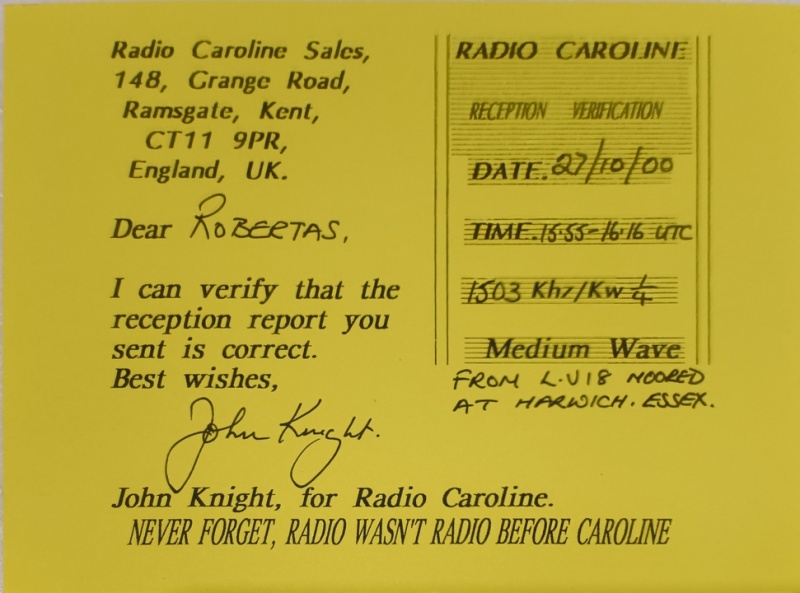 Radio Caroline Sales,
148, Grange Road,
Ramsgate, Kent,
CT11 9PR,
England, UK.
Dear ROBERTAS,
I can verify that the
reception report you
sent is correct.
Best wishes,
John Knight.
John Knight, for Radio Caroline.
NEVER FORGET, RADIO WASN'T RADIO BEFORE CAROLINE
RADIO CAROLINE
RECEPTION VERIFICATION
DATE. 27/10/00
TIME. 15·55-16·16 UTC
1503 Khz/Kw 1/4
Medium Wave
FROM L.V18 MOORED
AT HARWICH. ESSEX.